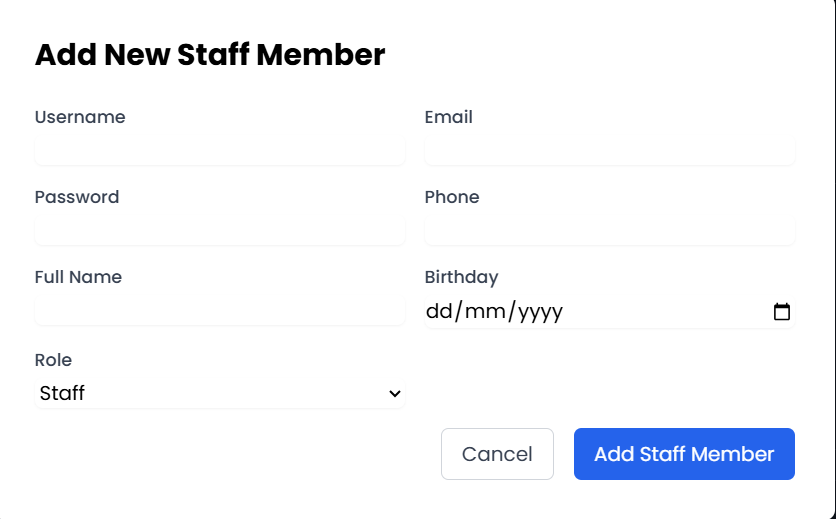 Add New Staff Member
Username
Email
Password
Phone
Full Name
Birthday
dd/mm/yyyy
Role
Staff
Cancel
Add Staff Member